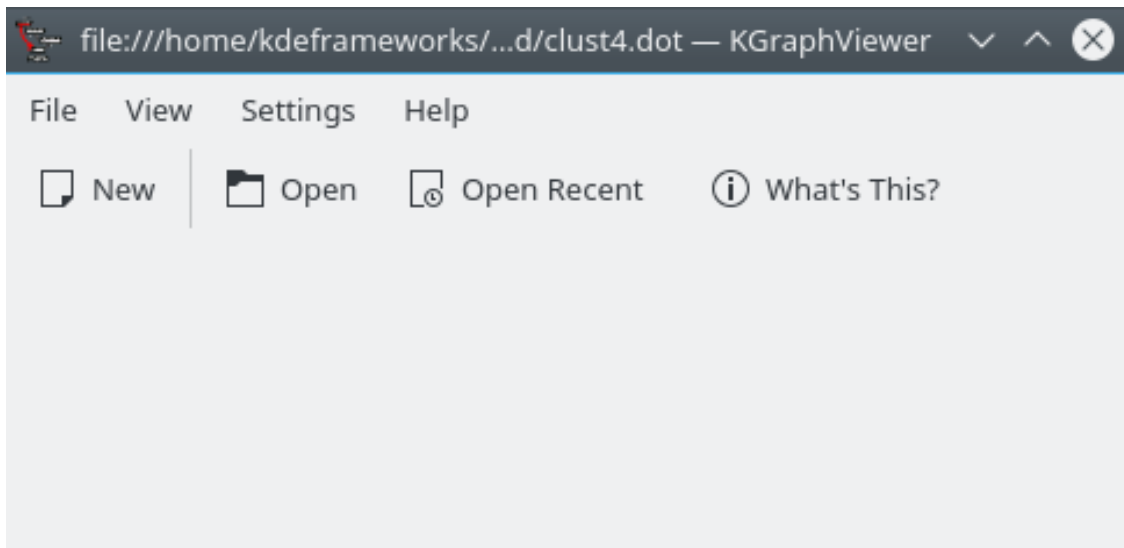 file:///home/kdeframeworks/...d/clust4.dot — KGraphViewer
File View Settings Help
New Open Open Recent What's This?